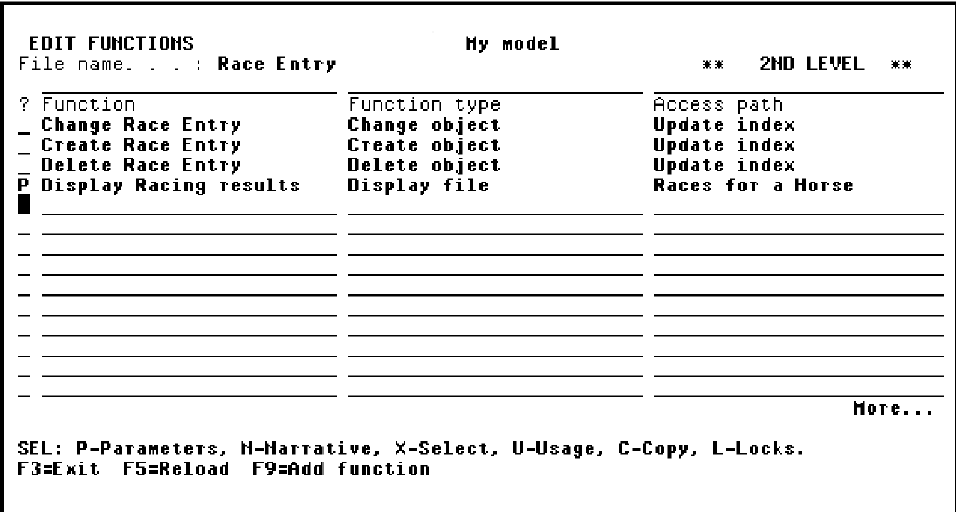 EDIT FUNCTIONS My model
File name. . . : Race Entry ** 2ND LEVEL **
? Function Function type Access path
_ Change Race Entry Change object Update index
_ Create Race Entry Create object Update index
_ Delete Race Entry Delete object Update index
P Display Racing results Display file Races for a Horse
More...
SEL: P-Parameters, N-Narrative, X-Select, U-Usage, C-Copy, L-Locks.
F3=Exit F5=Reload F9=Add function